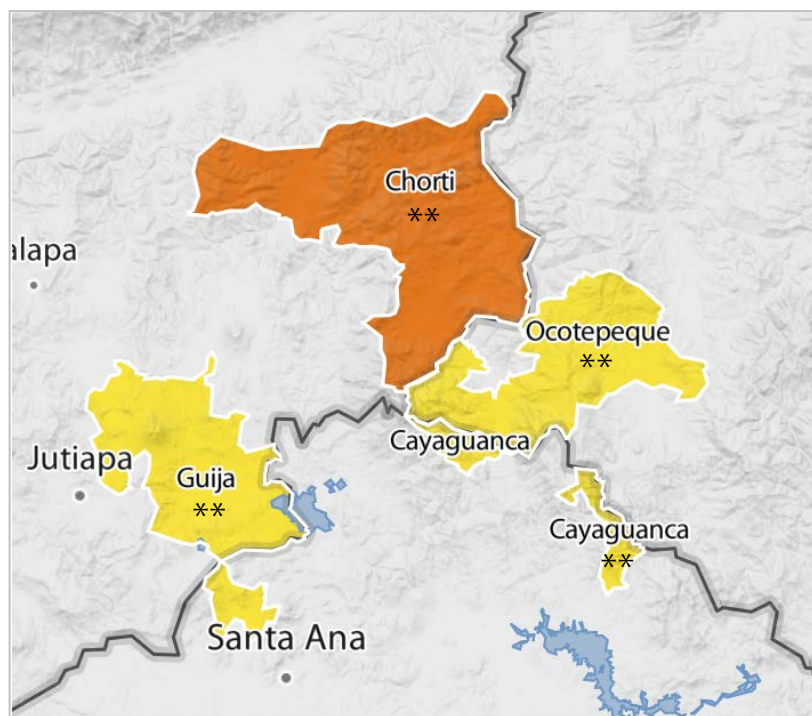 Chorti
**
alapa
Ocotepeque
**
Cayaguanca
Jutiapa
Guija
**
Cayaguanca
**
Santa Ana